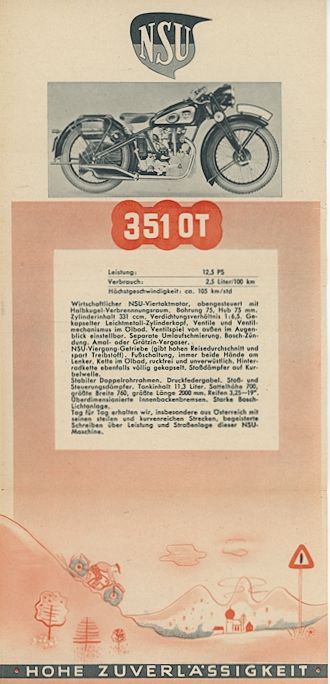 NSU
351 OT
Leistung: 12,5 PS
Verbrauch: 2,5 Liter/100 km
Höchstgeschwindigkeit: ca. 105 km/std
Wirtschaftlicher NSU-Viertaktmotor, obengesteuert mit
Halbkugel-Verbrennnungsraum. Bohrung 75, Hub 75 mm.
Zylinderinhalt 331 ccm. Verdichtungsverhältnis 1:6,5. Ge-
kapselter Leichtmetall-Zylinderkopf, Ventile und Ventil-
mechanismus im Ölbad. Ventilspiel von außen im Augen-
blick einstellbar. Separate Umlaufschmierung. Bosch-Zün-
dung, Amal- oder Grätzin-Vergaser.
NSU-Viergang-Getriebe (gibt hohen Reisedurchschnitt und
spart Treibstoff). Fußschaltung, immer beide Hände am
Lenker. Kette im Ölbad, ruckfrei und unverwüstlich. Hinter-
radkette ebenfalls völlig gekapselt. Stoßdämpfer auf Kur-
belwelle.
Stabiler Doppelrohrrahmen. Druckfedergabel. Stoß- und
Steuerungsdämpfer. Tankinhalt 11,3 Liter. Sattelhöhe 700,
größte Breite 760, größte Länge 2000 mm. Reifen 3,25–19".
Überdimensionierte Innenbackenbremsen. Starke Bosch-
Lichtanlage.
Tag für Tag erhalten wir, insbesondere aus Österreich mit
seinen steilen und kurvenreichen Strecken, begeisterte
Schreiben über Leistung und Straßenlage dieser NSU-
Maschine.
· HOHE ZUVERLÄSSIGKEIT ·